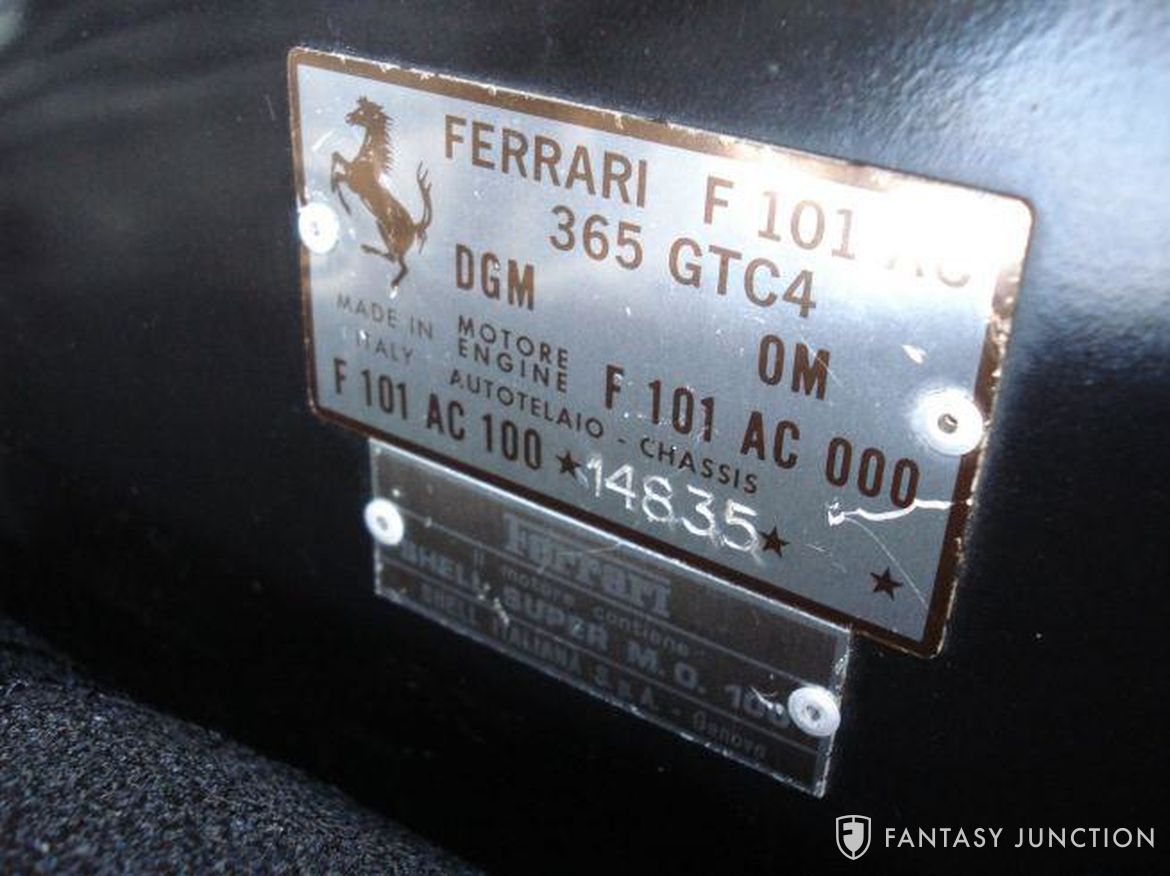 FERRARI F 101 AC
365 GTC4
DGM OM
MADE IN ITALY
MOTORE ENGINE F 101 AC 000
AUTOTELAIO - CHASSIS
F 101 AC 100 ★14835★ ★
Ferrari
il motore contiene
SHELL SUPER M.O. 100
SHELL ITALIANA S.p.A. - Genova
FANTASY JUNCTION